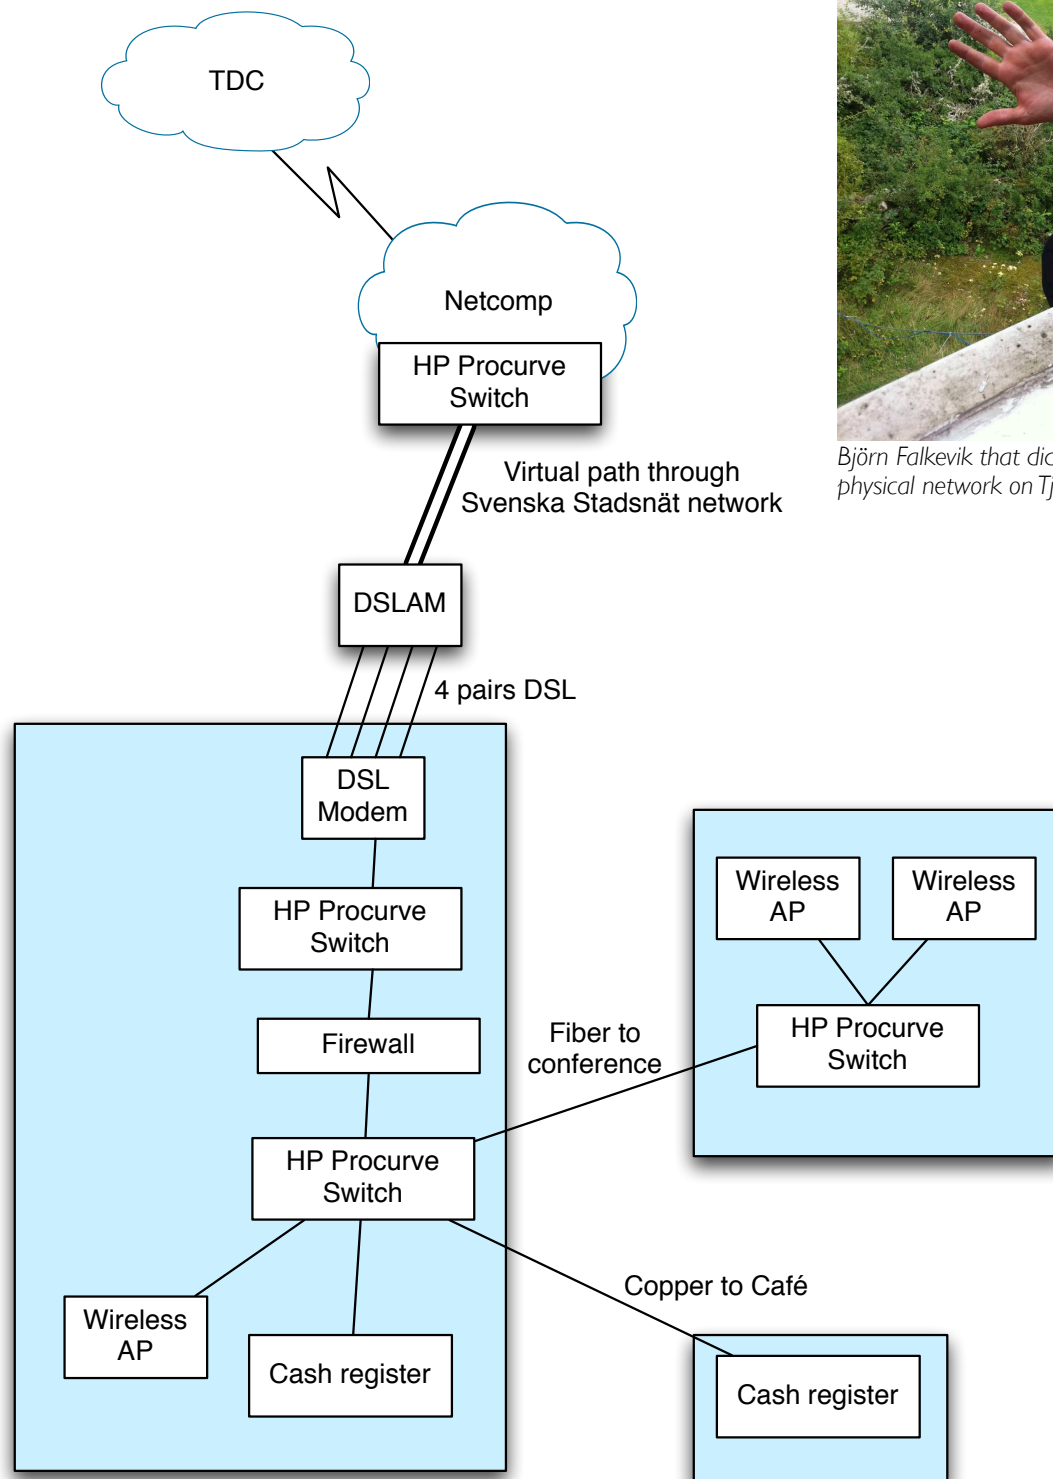 TDC
Netcomp
HP Procurve
Switch
Virtual path through
Svenska Stadsnät network
Björn Falkevik that
physical network on
DSLAM
4 pairs DSL
DSL
Modem
HP Procurve
Switch
Firewall
HP Procurve
Switch
Wireless
AP
Cash register
Fiber to
conference
Wireless
AP
Wireless
AP
HP Procurve
Switch
Copper to Café
Cash register